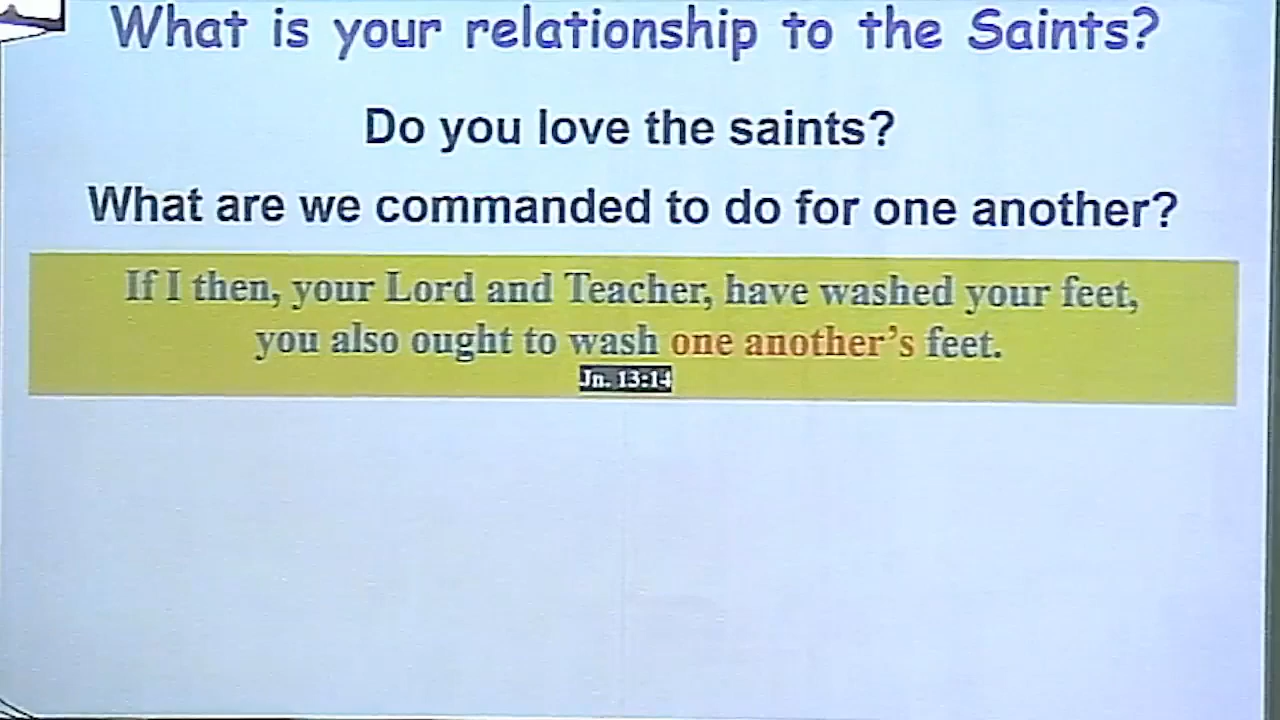 What is your relationship to the Saints?
Do you love the saints?
What are we commanded to do for one another?
If I then, your Lord and Teacher, have washed your feet,
you also ought to wash one another's feet.
Jn. 13:14